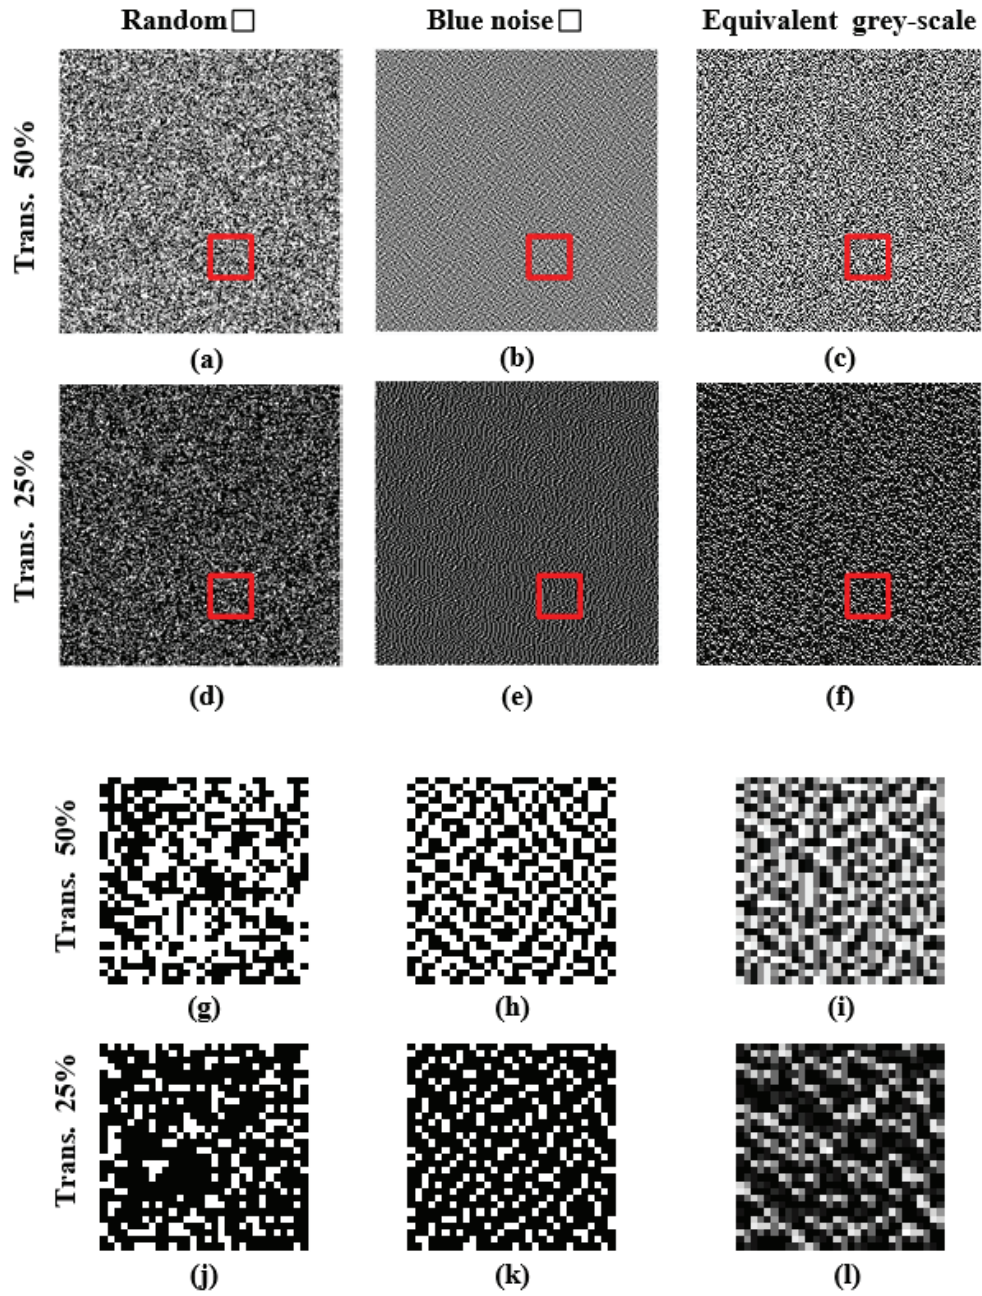 Random□ Blue noise□ Equivalent grey-scale
Trans. 50%
(a) (b) (c)
Trans. 25%
(d) (e) (f)
Trans. 50%
(g) (h) (i)
Trans. 25%
(j) (k) (l)